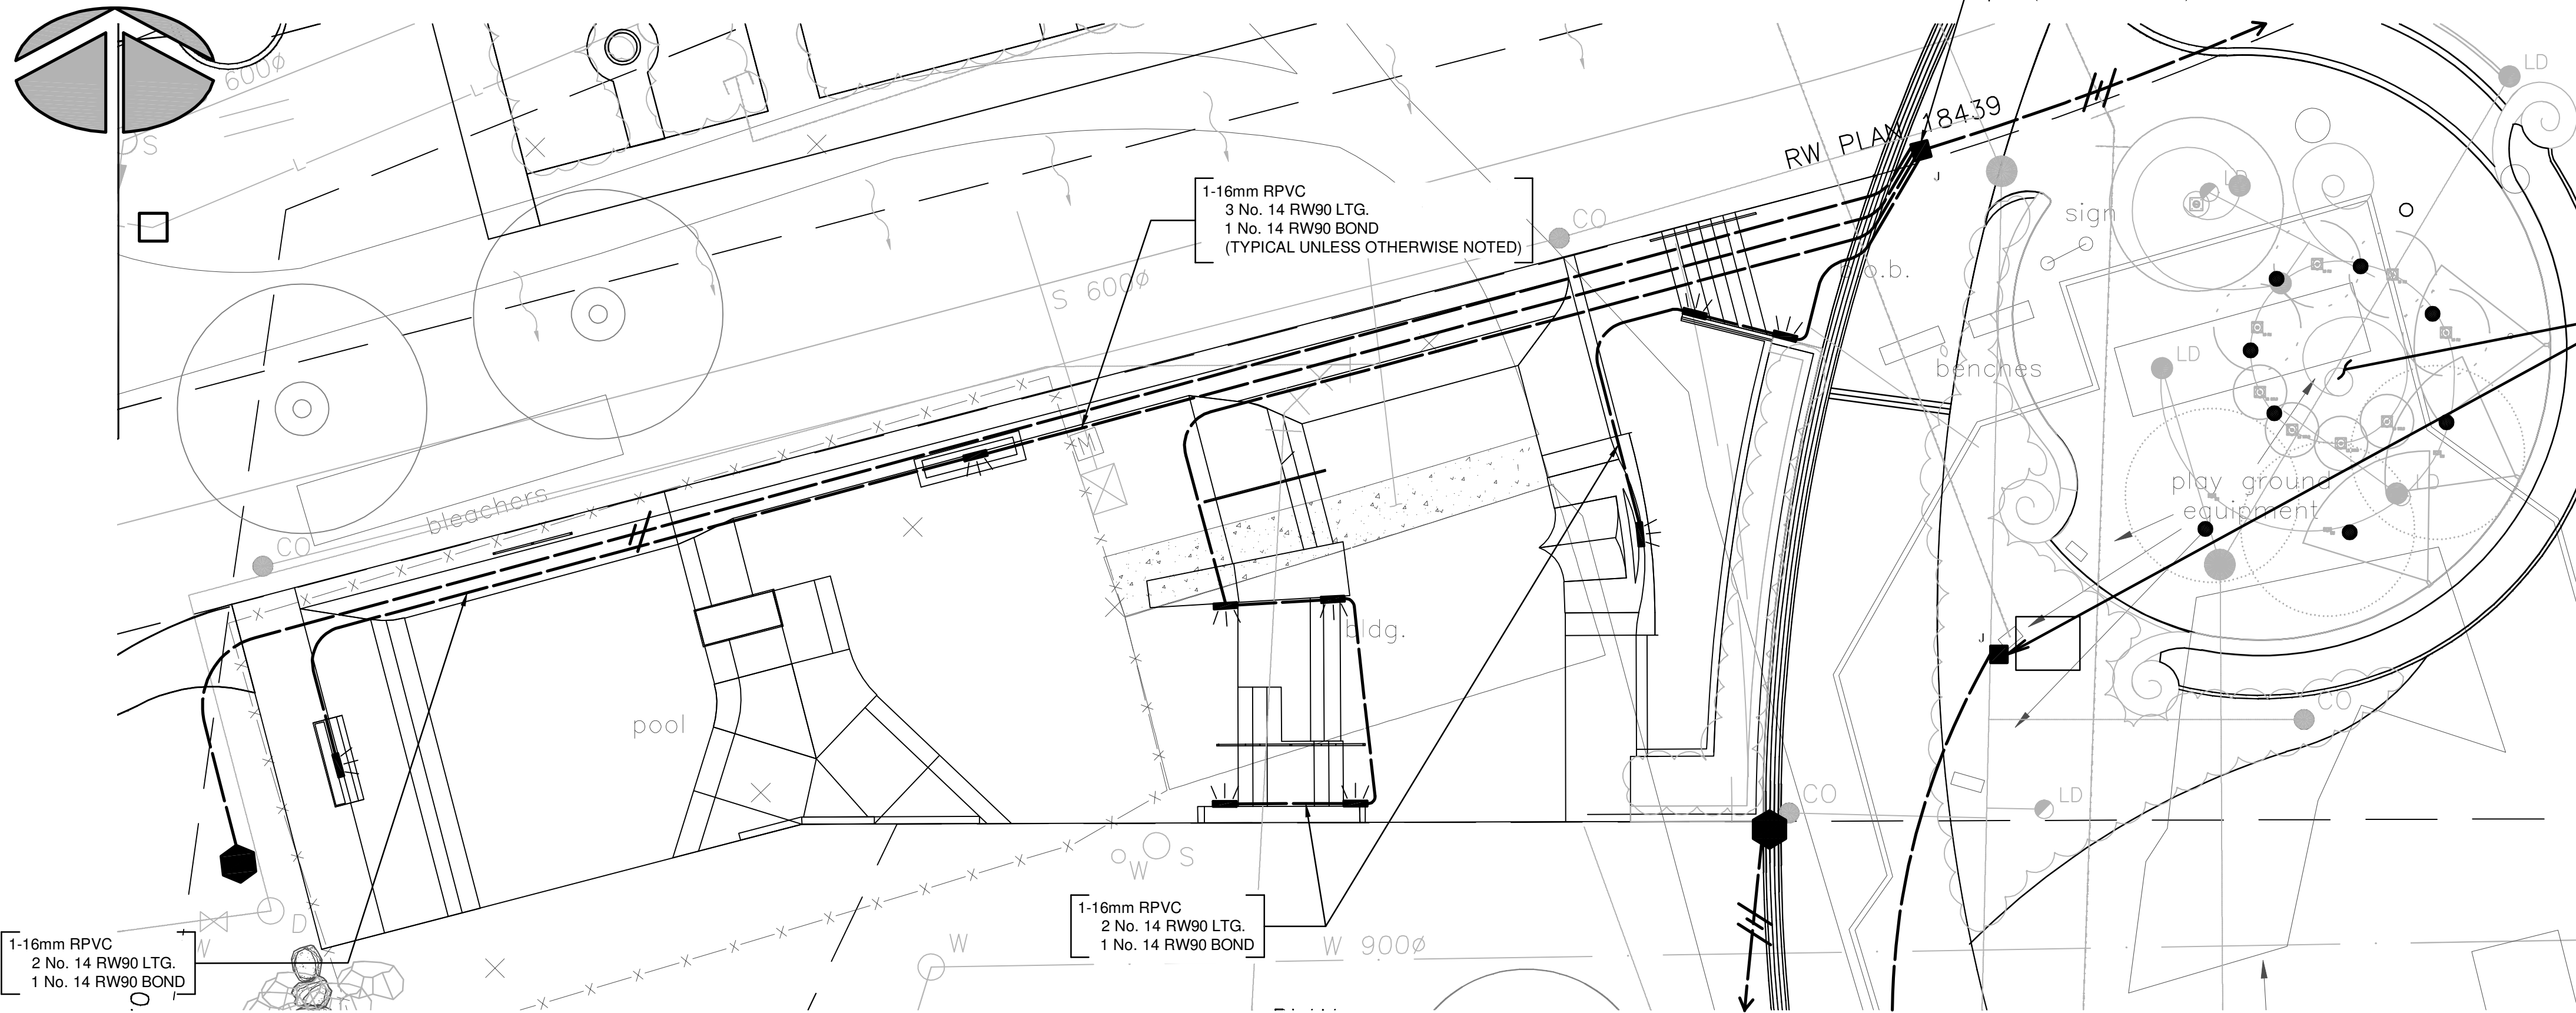 600ø
LD
DS
L
L
RW PLAN 18439
J
1-16mm RPVC
3 No. 14 RW90 LTG.
1 No. 14 RW90 BOND
(TYPICAL UNLESS OTHERWISE NOTED)
CO
LD
sign
o.b.
S 600ø
LD
benches
M
play ground
equipment
LD
bleachers
CO
bldg.
J
pool
CO
LD
CO
W
S
1-16mm RPVC
2 No. 14 RW90 LTG.
1 No. 14 RW90 BOND
D
W
W 900ø
1-16mm RPVC
2 No. 14 RW90 LTG.
1 No. 14 RW90 BOND